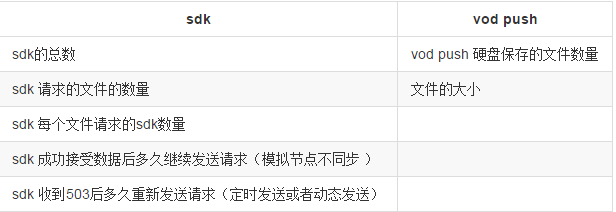 sdk vod push
sdk的总数 vod push 硬盘保存的文件数量
sdk 请求的文件的数量 文件的大小
sdk 每个文件请求的sdk数量
sdk 成功接受数据后多久继续发送请求（模拟节点不同步 ）
sdk 收到503后多久重新发送请求（定时发送或者动态发送）